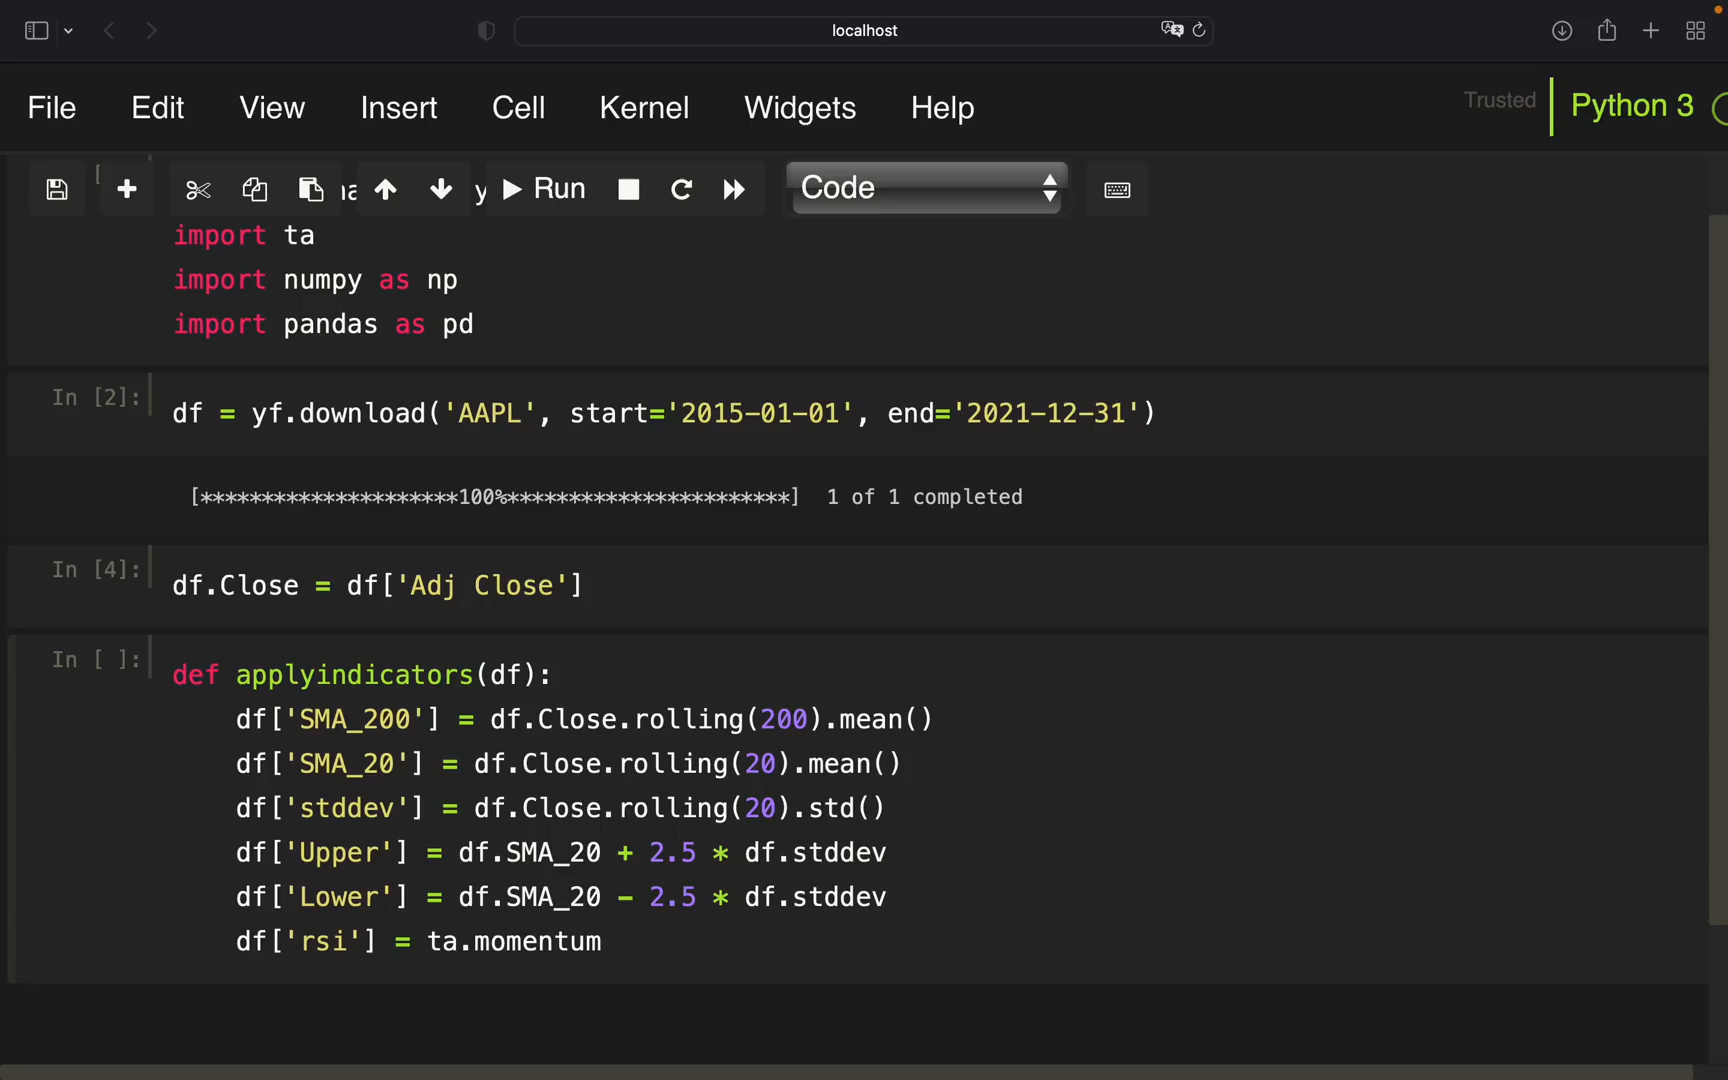 localhost
File Edit View Insert Cell Kernel Widgets Help Trusted Python 3
Run Code
import ta
import numpy as np
import pandas as pd
In [2]: df = yf.download('AAPL', start='2015-01-01', end='2021-12-31')
[*********************100%***********************] 1 of 1 completed
In [4]: df.Close = df['Adj Close']
In [ ]: def applyindicators(df):
df['SMA_200'] = df.Close.rolling(200).mean()
df['SMA_20'] = df.Close.rolling(20).mean()
df['stddev'] = df.Close.rolling(20).std()
df['Upper'] = df.SMA_20 + 2.5 * df.stddev
df['Lower'] = df.SMA_20 - 2.5 * df.stddev
df['rsi'] = ta.momentum